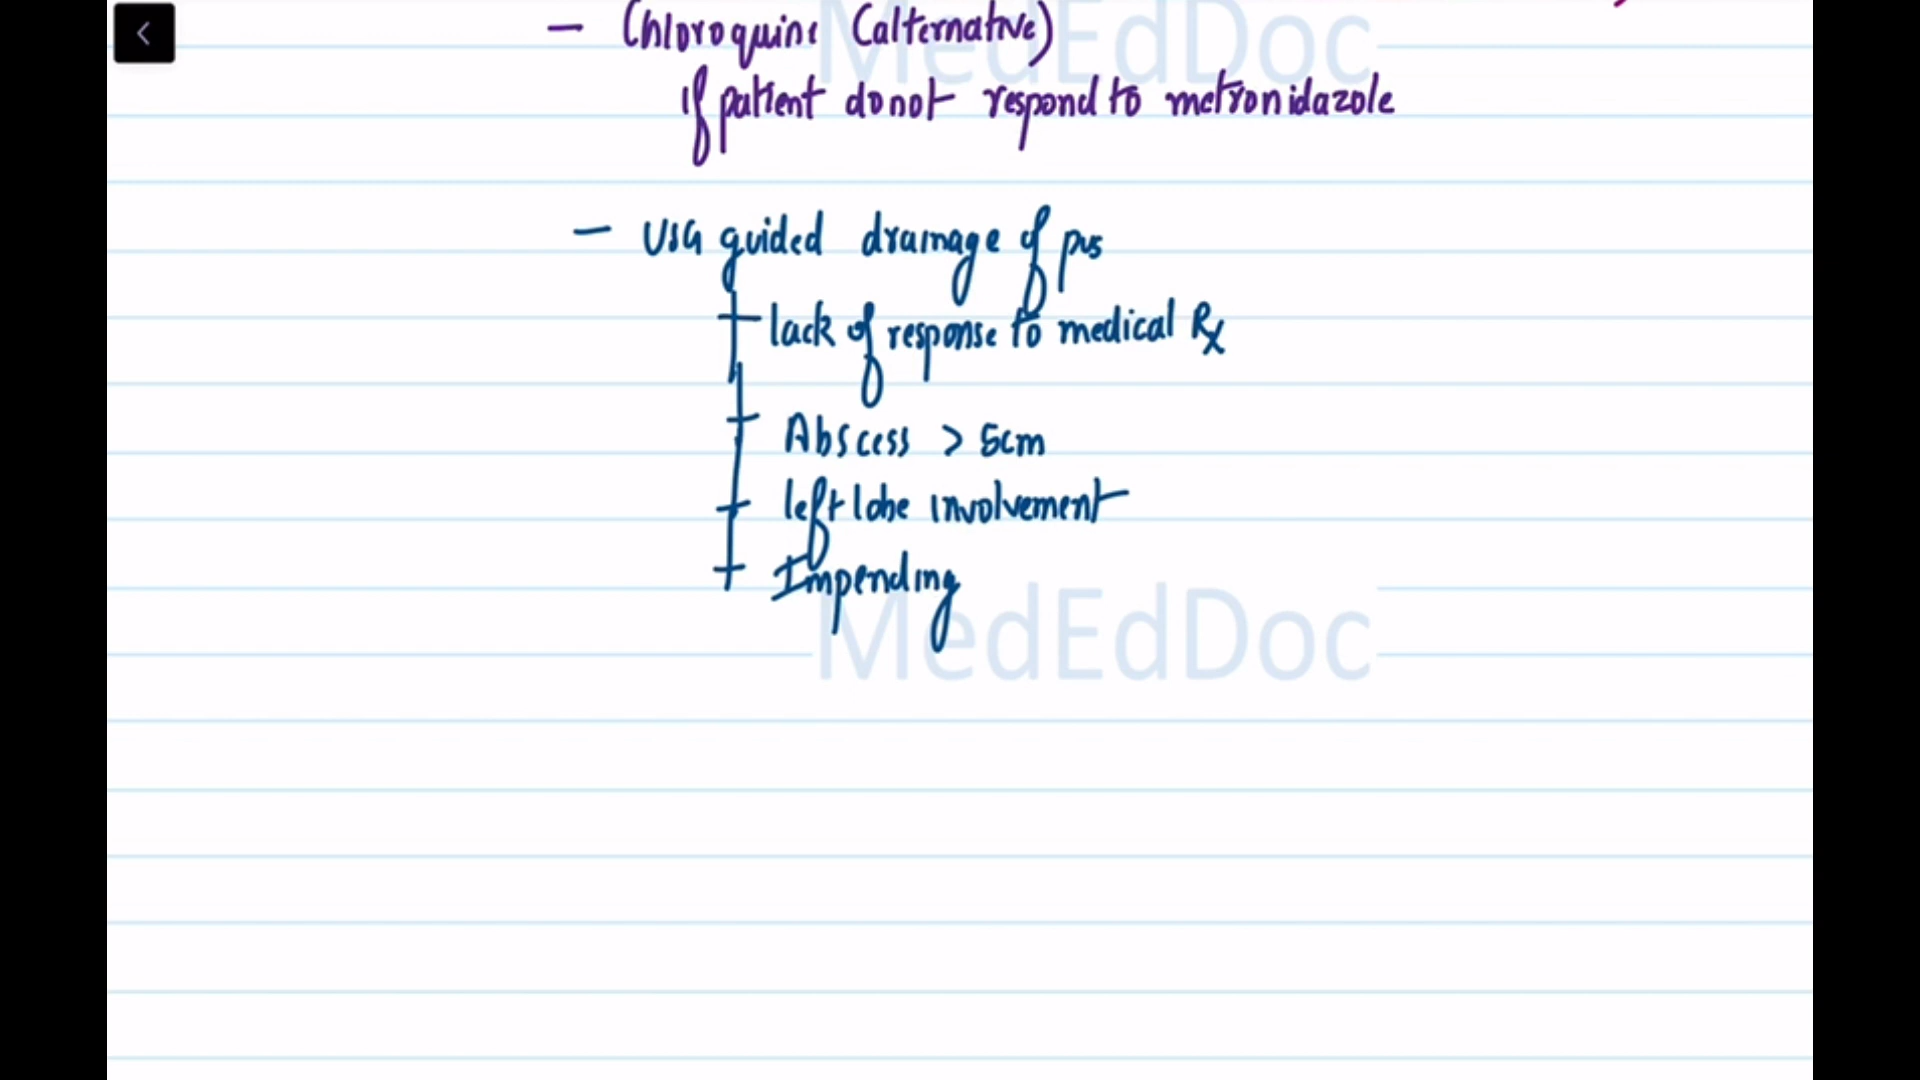 - Chloroquine (alternative)
If patient donot respond to metronidazole
- USG guided drainage of pus
lack of response to medical Rx
Abscess > 5cm
left lobe involvement
Impending
MedEdDoc
MedEdDoc